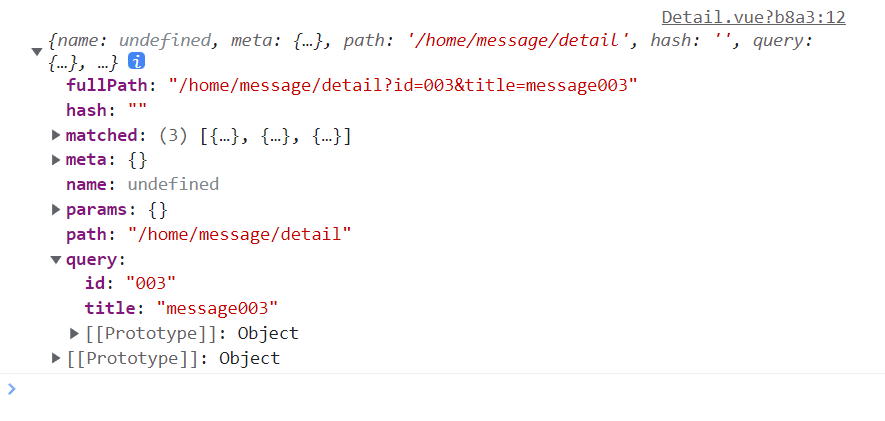 Detail.vue?b8a3:12
{name: undefined, meta: {…}, path: '/home/message/detail', hash: '', query:
{…}, …} i
fullPath: "/home/message/detail?id=003&title=message003"
hash: ""
matched: (3) [{…}, {…}, {…}]
meta: {}
name: undefined
params: {}
path: "/home/message/detail"
query:
id: "003"
title: "message003"
[[Prototype]]: Object
[[Prototype]]: Object